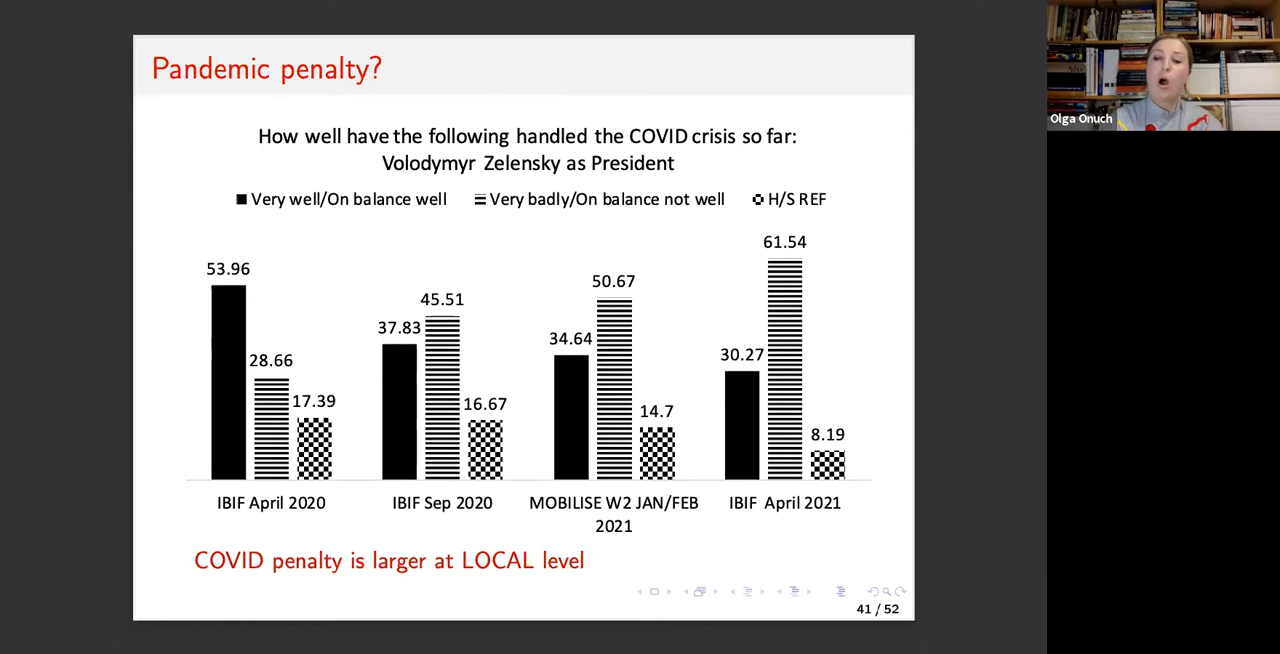 Pandemic penalty?
How well have the following handled the COVID crisis so far:
Volodymyr Zelensky as President
Very well/On balance well Very badly/On balance not well H/S REF
53.96 28.66 17.39
37.83 45.51 16.67
34.64 50.67 14.7
30.27 61.54 8.19
IBIF April 2020 IBIF Sep 2020 MOBILISE W2 JAN/FEB 2021 IBIF April 2021
COVID penalty is larger at LOCAL level
41 / 52
Olga Onuch